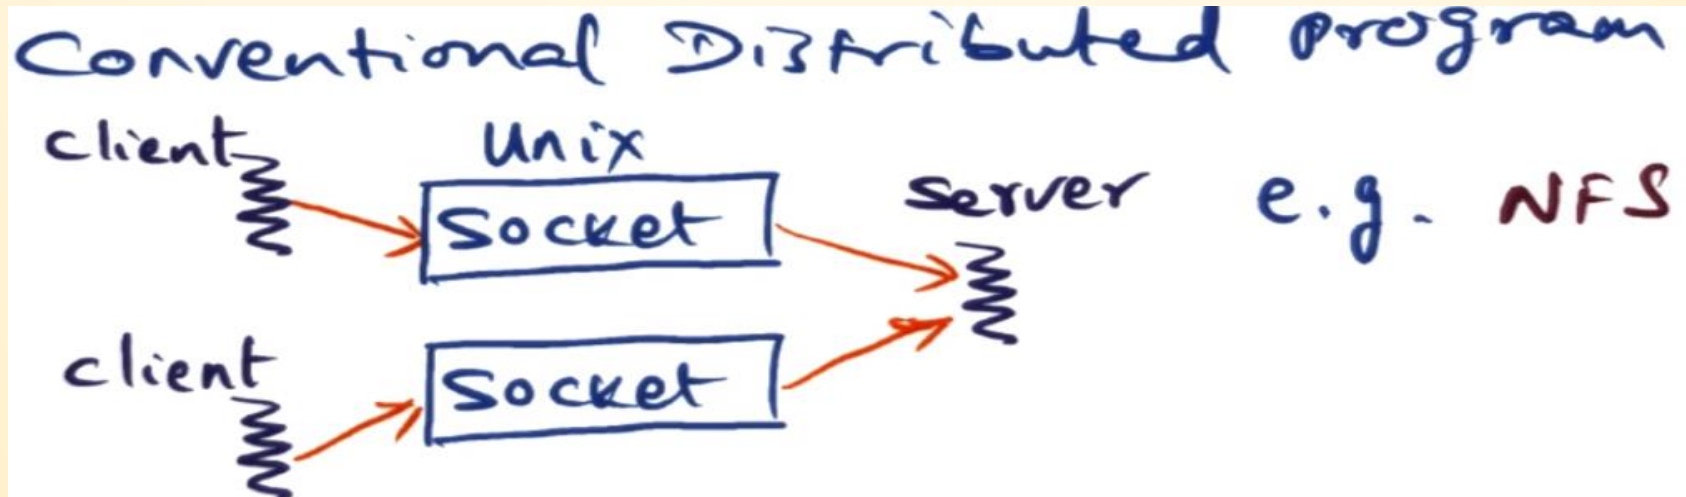 Conventional Distributed program
client
Unix
Socket
server e.g. NFS
client
Socket